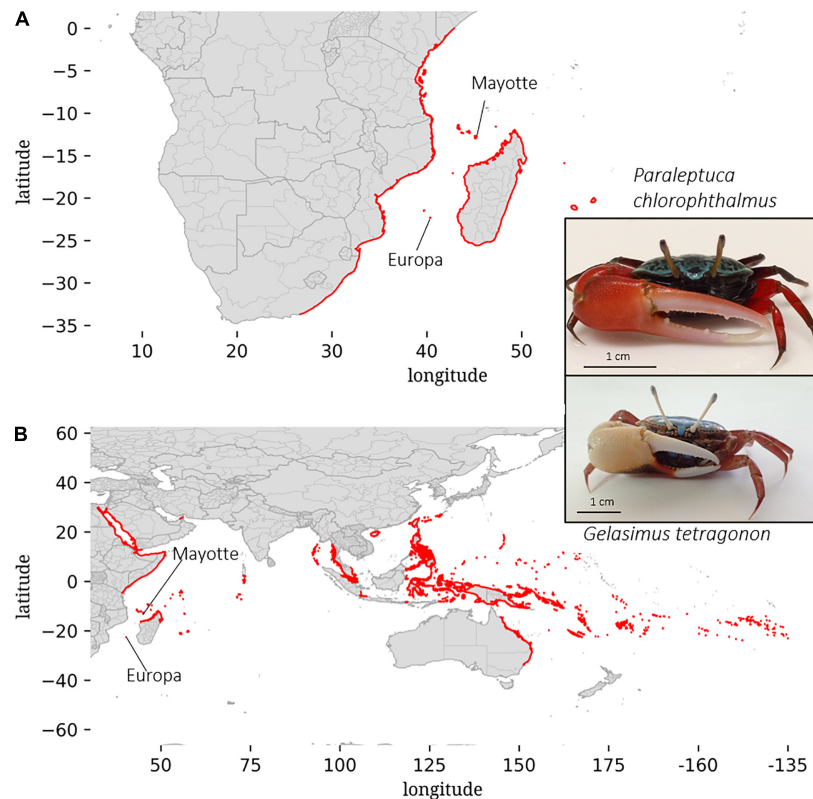 A
0
−5
−10
−15
−20
−25
−30
−35
latitude
10
20
30
40
50
longitude
Mayotte
Europa
Paraleptuca
chlorophthalmus
1 cm
1 cm
Gelasimus tetragonon
B
60
40
20
0
−20
−40
−60
latitude
Mayotte
Europa
50
75
100
125
150
175
-160
-135
longitude